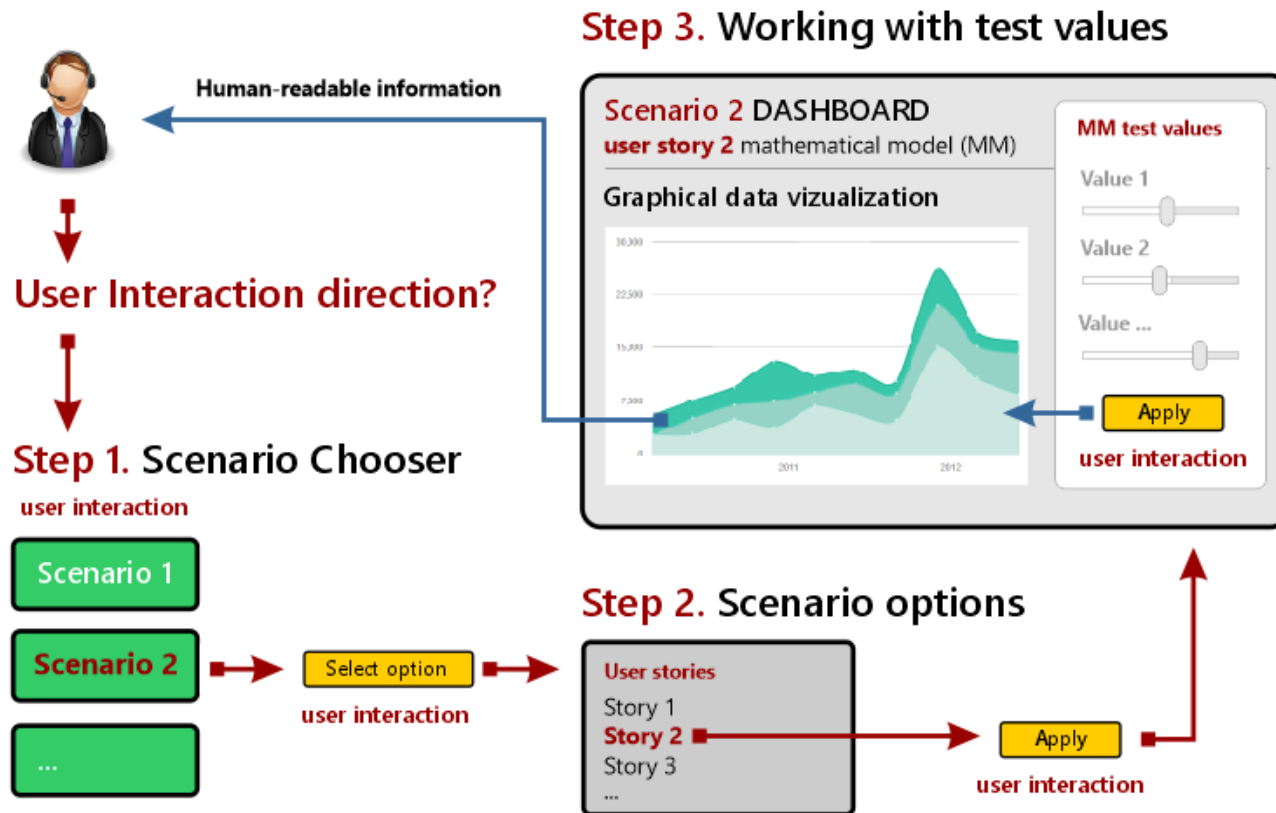 Step 3. Working with test values
Human-readable information
Scenario 2 DASHBOARD
user story 2 mathematical model (MM)
Graphical data vizualization
30,000
22,500
15,000
7,500
0
2011
2012
MM test values
Value 1
Value 2
Value ...
Apply
user interaction
User Interaction direction?
Step 1. Scenario Chooser
user interaction
Scenario 1
Scenario 2
...
Select option
user interaction
Step 2. Scenario options
User stories
Story 1
Story 2
Story 3
...
Apply
user interaction